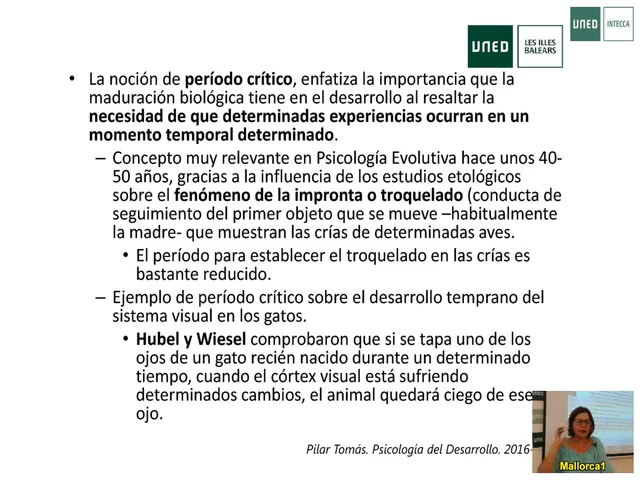 UNED
INTECCA
UNED
LES ILLES
BALEARS
• La noción de período crítico, enfatiza la importancia que la
maduración biológica tiene en el desarrollo al resaltar la
necesidad de que determinadas experiencias ocurran en un
momento temporal determinado.
– Concepto muy relevante en Psicología Evolutiva hace unos 40-
50 años, gracias a la influencia de los estudios etológicos
sobre el fenómeno de la impronta o troquelado (conducta de
seguimiento del primer objeto que se mueve –habitualmente
la madre- que muestran las crías de determinadas aves.
• El período para establecer el troquelado en las crías es
bastante reducido.
– Ejemplo de período crítico sobre el desarrollo temprano del
sistema visual en los gatos.
• Hubel y Wiesel comprobaron que si se tapa uno de los
ojos de un gato recién nacido durante un determinado
tiempo, cuando el córtex visual está sufriendo
determinados cambios, el animal quedará ciego de ese
ojo.
Pilar Tomás. Psicología del Desarrollo. 2016-
UNED
Mallorca1